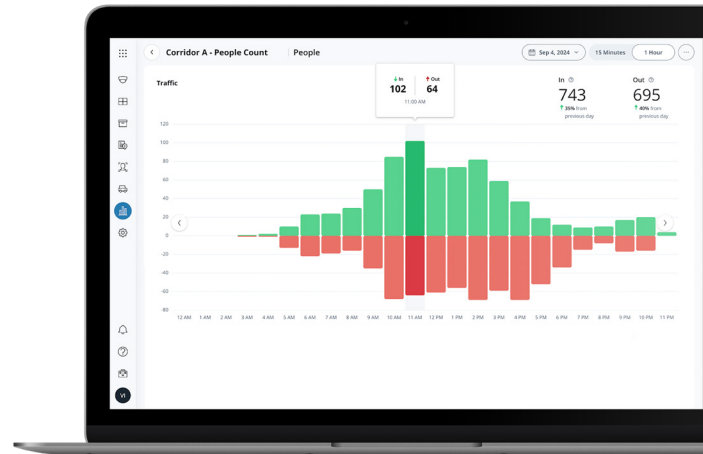 Corridor A - People Count | People
Sep 4, 2024
15 Minutes
1 Hour
Traffic
In Out
102 64
11:00 AM
In
743
35% from
previous day
Out
695
40% from
previous day
120
100
80
60
40
20
0
-20
-40
-60
-80
12 AM 1 AM 2 AM 3 AM 4 AM 5 AM 6 AM 7 AM 8 AM 9 AM 10 AM 11 AM 12 PM 1 PM 2 PM 3 PM 4 PM 5 PM 6 PM 7 PM 8 PM 9 PM 10 PM 11 PM
VI